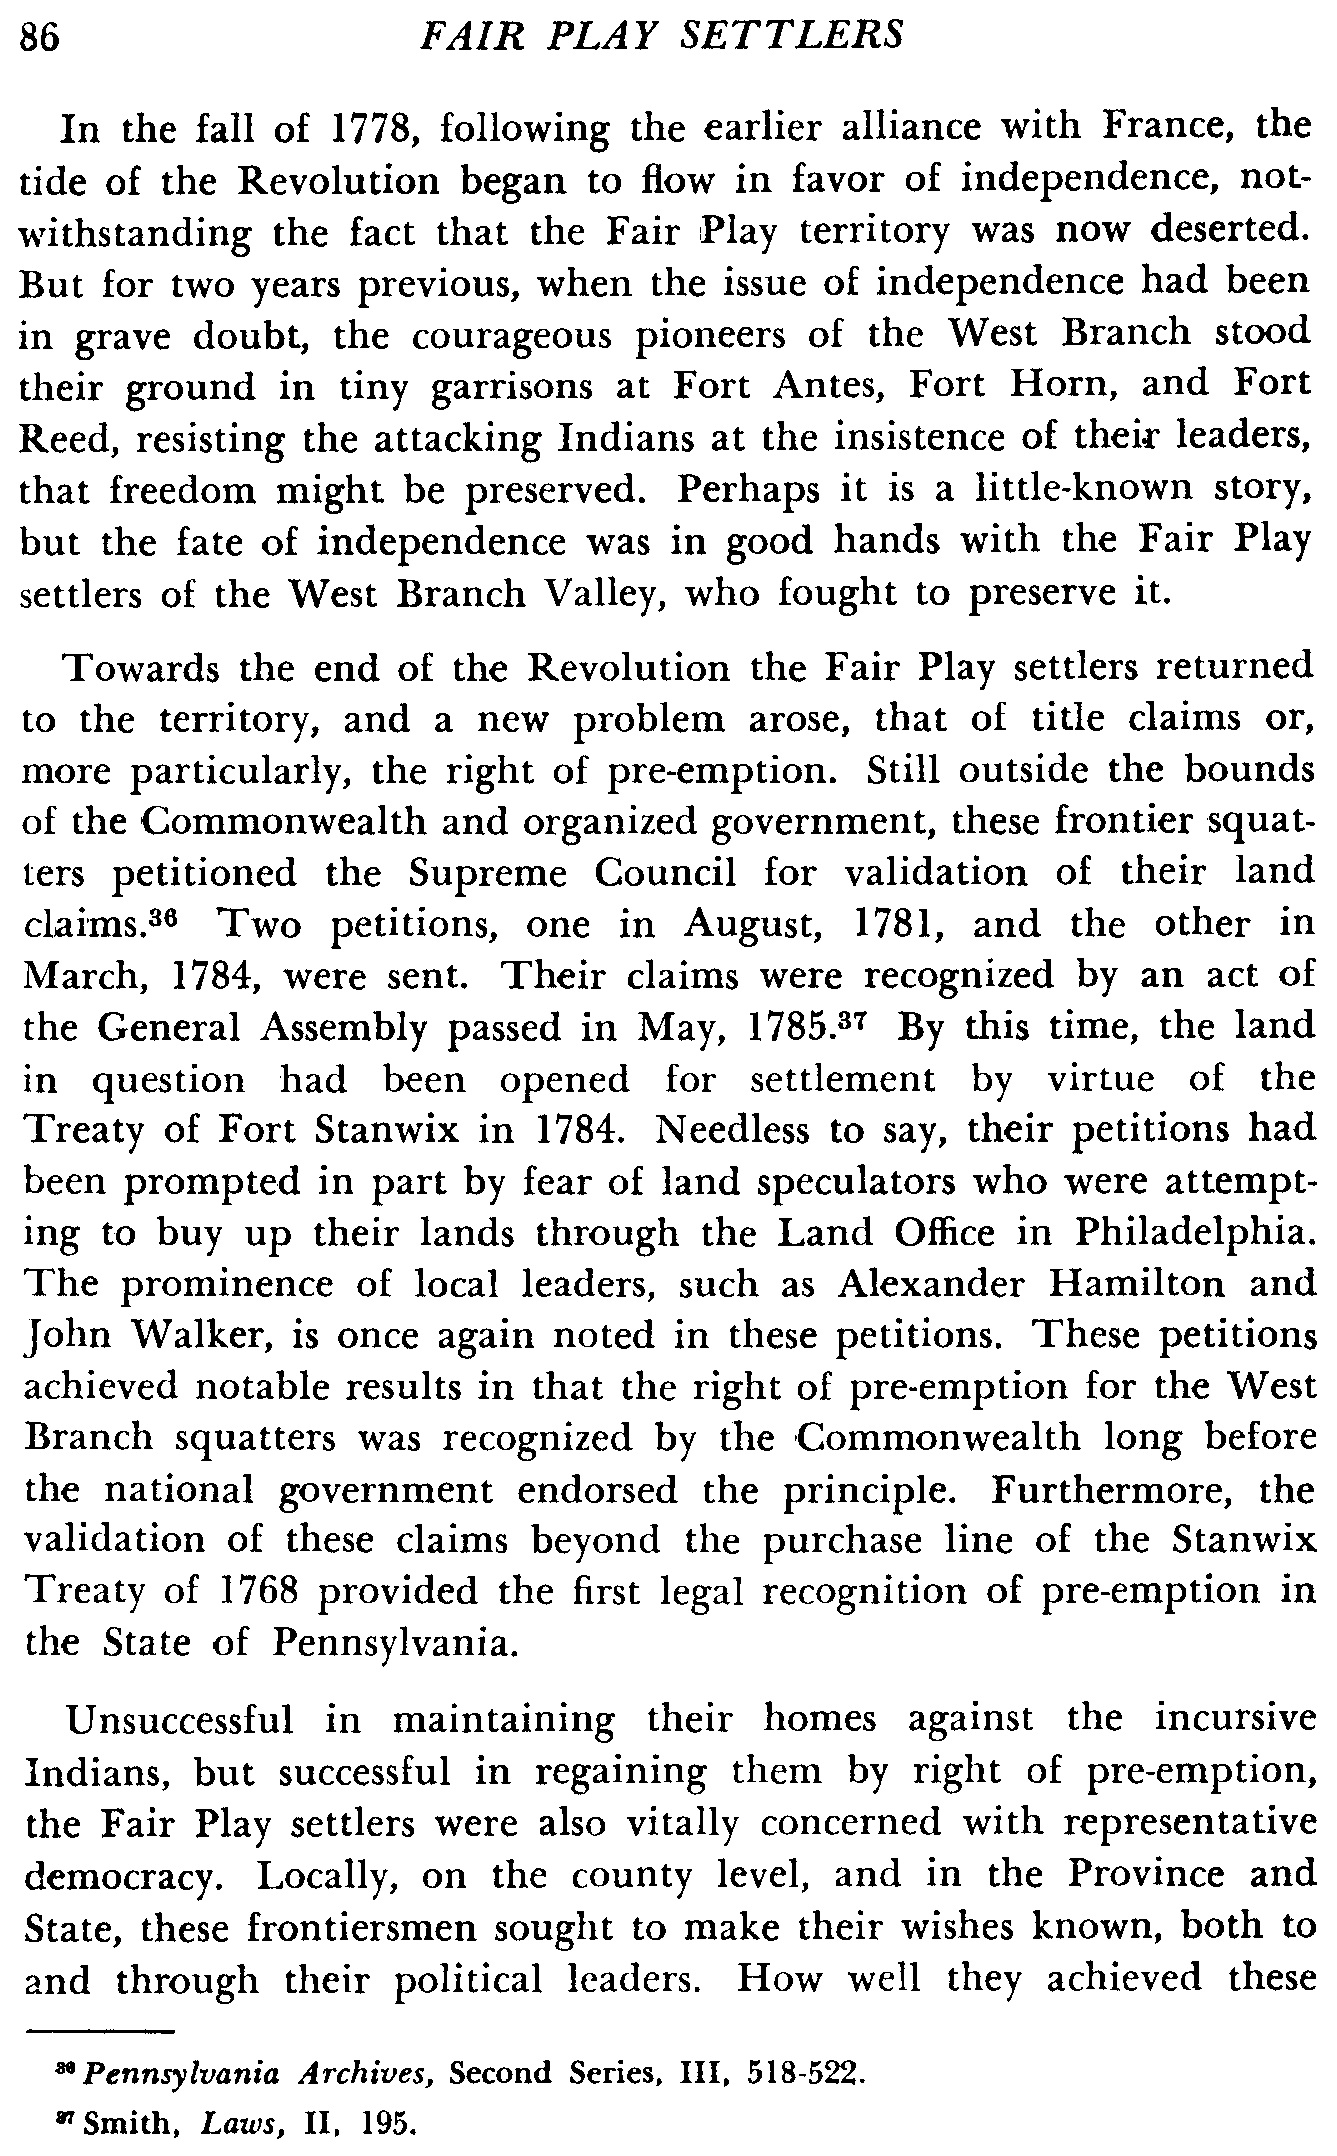 86 FAIR PLAY SETTLERS
In the fall of 1778, following the earlier alliance with France, the
tide of the Revolution began to flow in favor of independence, not-
withstanding the fact that the Fair Play territory was now deserted.
But for two years previous, when the issue of independence had been
in grave doubt, the courageous pioneers of the West Branch stood
their ground in tiny garrisons at Fort Antes, Fort Horn, and Fort
Reed, resisting the attacking Indians at the insistence of their leaders,
that freedom might be preserved. Perhaps it is a little-known story,
but the fate of independence was in good hands with the Fair Play
settlers of the West Branch Valley, who fought to preserve it.
Towards the end of the Revolution the Fair Play settlers returned
to the territory, and a new problem arose, that of title claims or,
more particularly, the right of pre-emption. Still outside the bounds
of the Commonwealth and organized government, these frontier squat-
ters petitioned the Supreme Council for validation of their land
claims.³⁶ Two petitions, one in August, 1781, and the other in
March, 1784, were sent. Their claims were recognized by an act of
the General Assembly passed in May, 1785.³⁷ By this time, the land
in question had been opened for settlement by virtue of the
Treaty of Fort Stanwix in 1784. Needless to say, their petitions had
been prompted in part by fear of land speculators who were attempt-
ing to buy up their lands through the Land Office in Philadelphia.
The prominence of local leaders, such as Alexander Hamilton and
John Walker, is once again noted in these petitions. These petitions
achieved notable results in that the right of pre-emption for the West
Branch squatters was recognized by the Commonwealth long before
the national government endorsed the principle. Furthermore, the
validation of these claims beyond the purchase line of the Stanwix
Treaty of 1768 provided the first legal recognition of pre-emption in
the State of Pennsylvania.
Unsuccessful in maintaining their homes against the incursive
Indians, but successful in regaining them by right of pre-emption,
the Fair Play settlers were also vitally concerned with representative
democracy. Locally, on the county level, and in the Province and
State, these frontiersmen sought to make their wishes known, both to
and through their political leaders. How well they achieved these
³⁶ Pennsylvania Archives, Second Series, III, 518-522.
³⁷ Smith, Laws, II, 195.